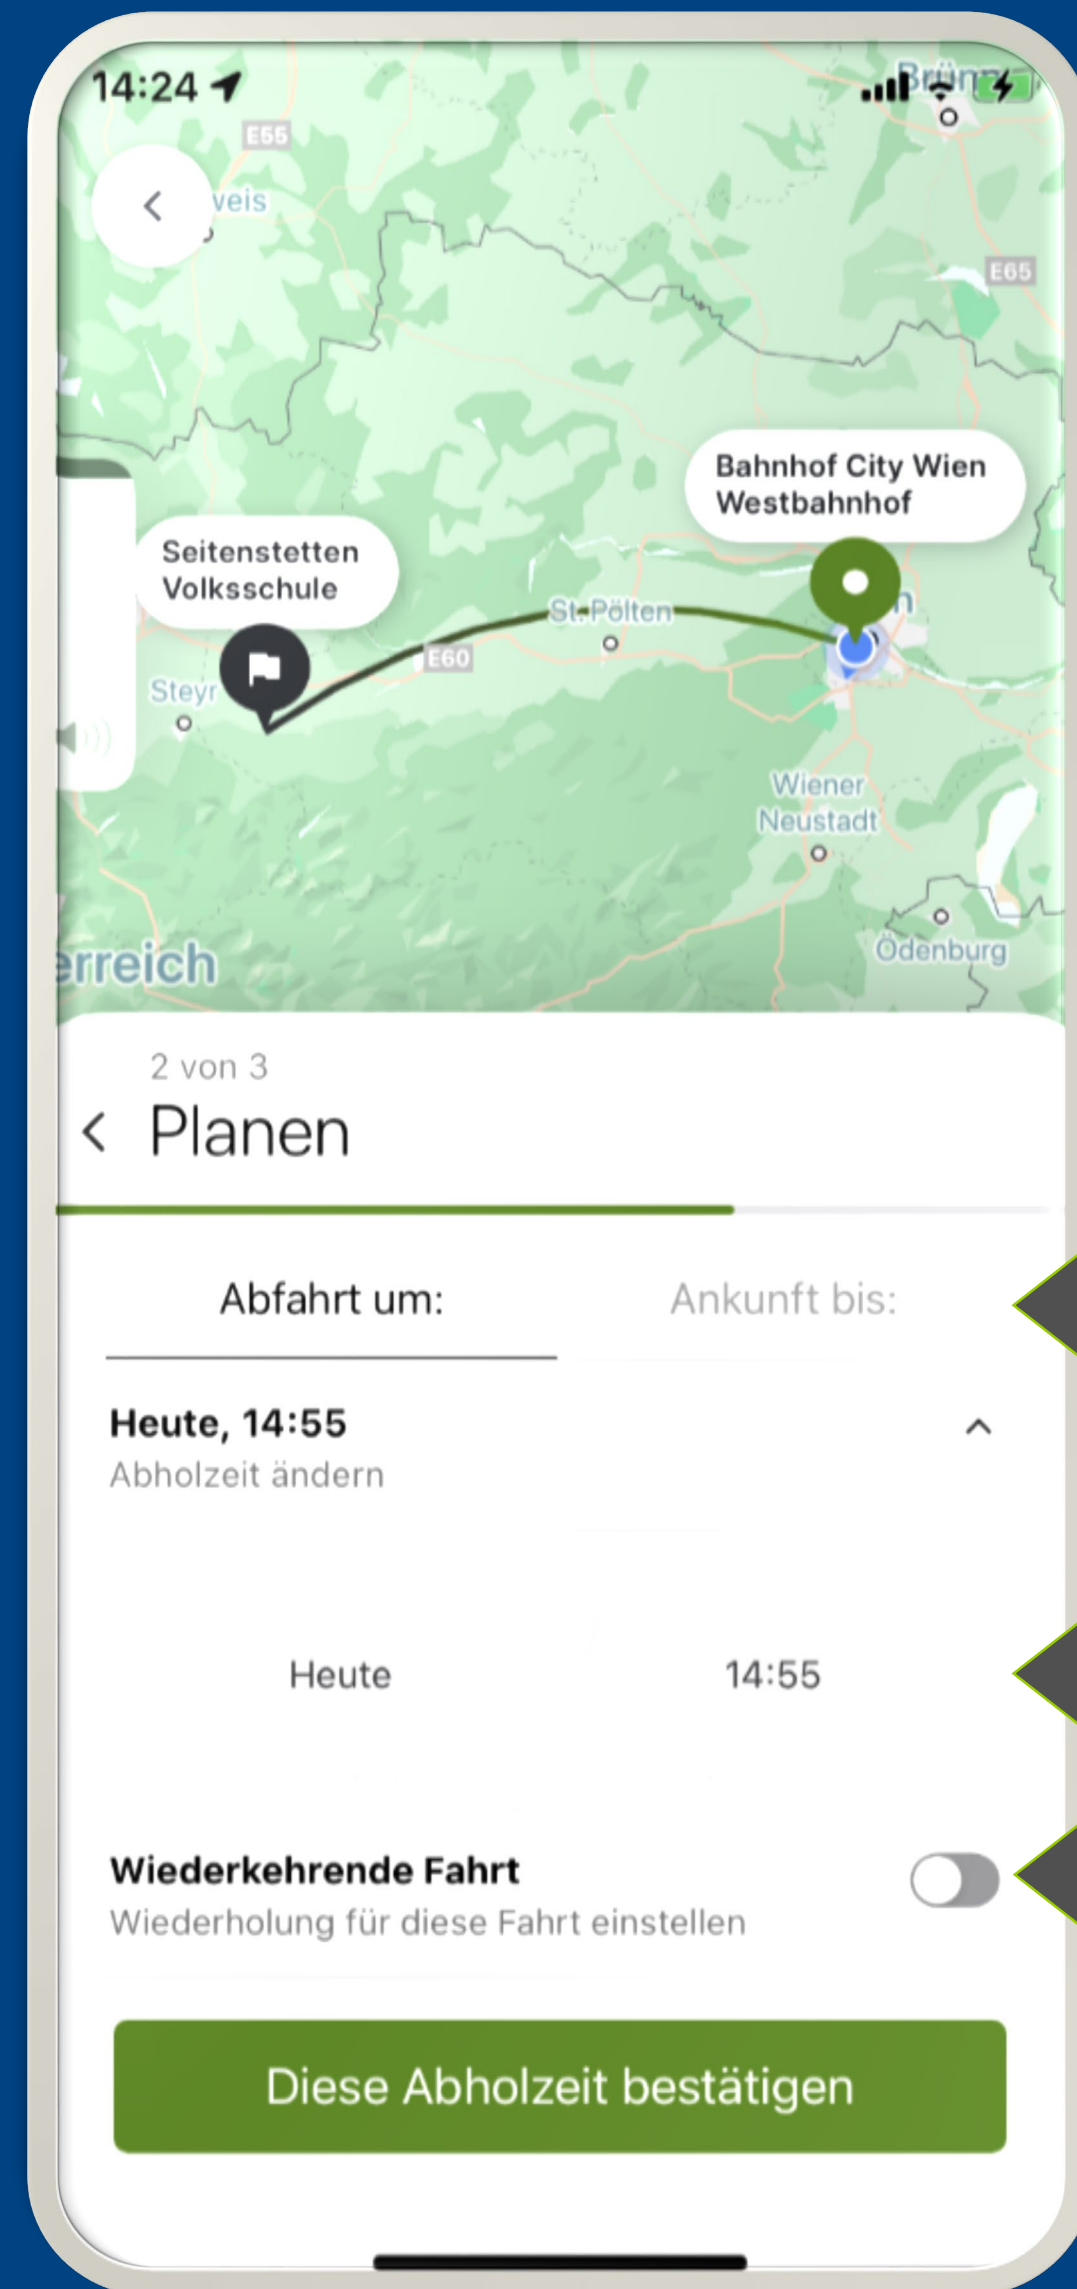 14:24
Brünn
E55
weis
E65
Bahnhof City Wien
Westbahnhof
Seitenstetten
Volksschule
St. Pölten
n
E60
Steyr
Wiener
Neustadt
Ödenburg
erreich
2 von 3
Planen
Abfahrt um:
Ankunft bis:
Heute, 14:55
Abholzeit ändern
Heute
14:55
Wiederkehrende Fahrt
Wiederholung für diese Fahrt einstellen
Diese Abholzeit bestätigen